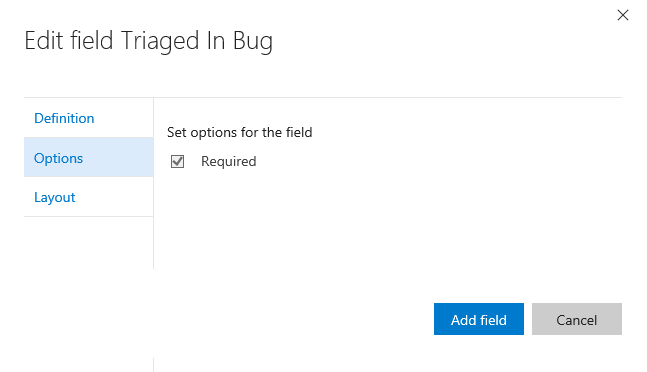 Edit field Triaged In Bug
Definition
Options
Layout
Set options for the field
Required
Add field
Cancel